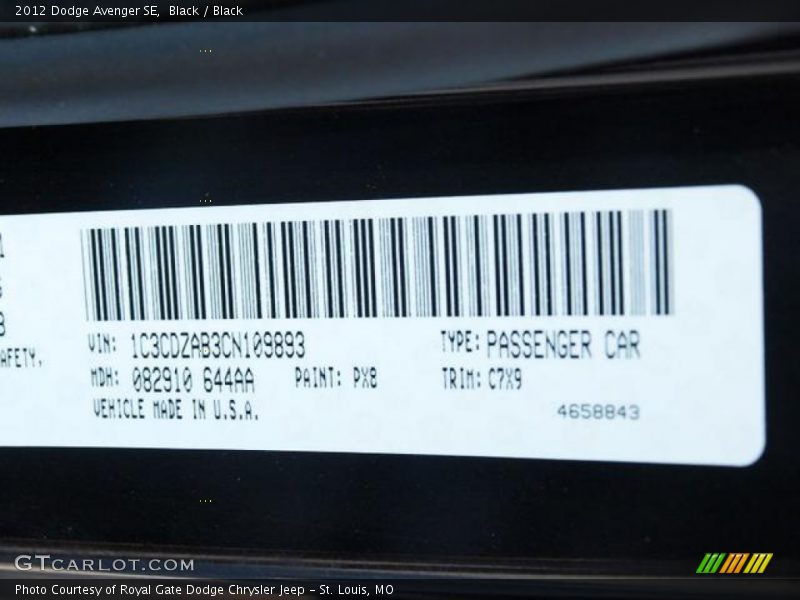 2012 Dodge Avenger SE, Black / Black
AFETY.
VIN: 1C3CDZAB3CN109893 TYPE: PASSENGER CAR
MDH: 082910 644AA PAINT: PX8 TRIM: C7X9
VEHICLE MADE IN U.S.A.
4658843
GTCARLOT.COM
Photo Courtesy of Royal Gate Dodge Chrysler Jeep – St. Louis, MO